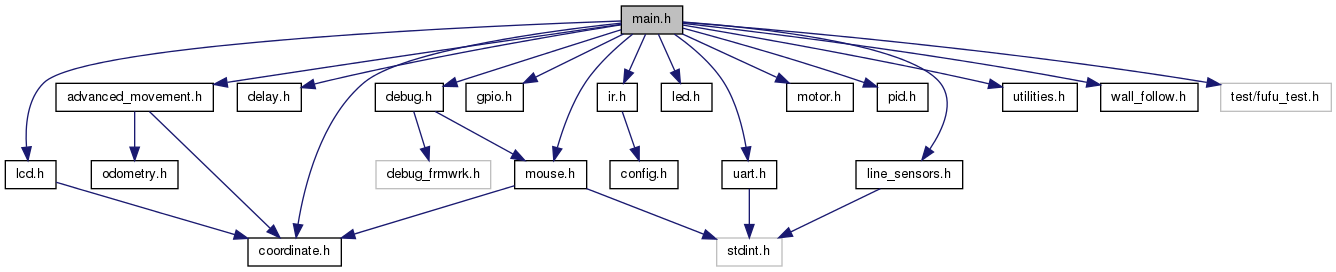 main.h
advanced_movement.h
delay.h
debug.h
gpio.h
ir.h
led.h
motor.h
pid.h
utilities.h
wall_follow.h
test/fufu_test.h
lcd.h
odometry.h
debug_frmwrk.h
mouse.h
config.h
uart.h
line_sensors.h
coordinate.h
stdint.h